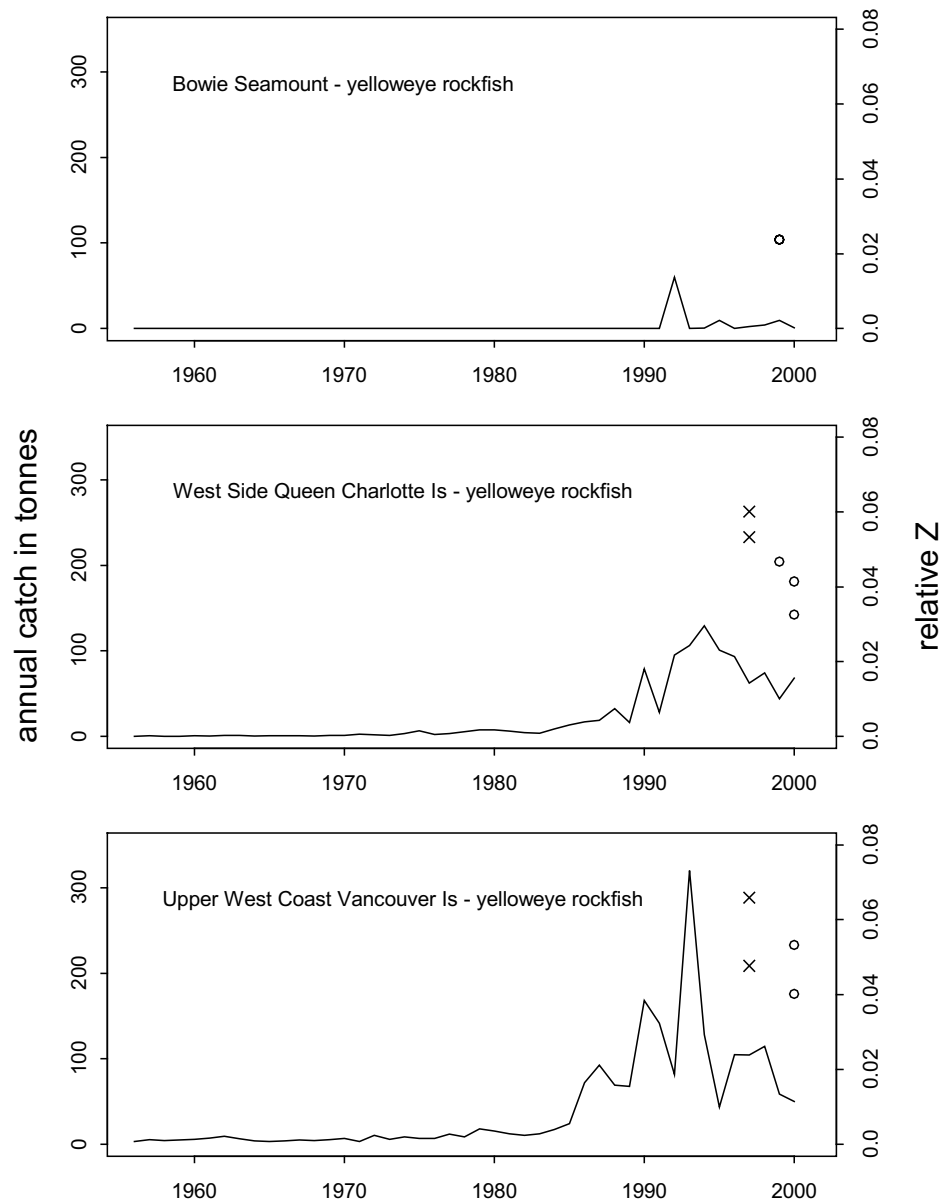 Bowie Seamount - yelloweye rockfish
0 100 200 300
0.0 0.02 0.04 0.06 0.08
1960 1970 1980 1990 2000
annual catch in tonnes
West Side Queen Charlotte Is - yelloweye rockfish
0 100 200 300
0.0 0.02 0.04 0.06 0.08
relative Z
1960 1970 1980 1990 2000
Upper West Coast Vancouver Is - yelloweye rockfish
0 100 200 300
0.0 0.02 0.04 0.06 0.08
1960 1970 1980 1990 2000